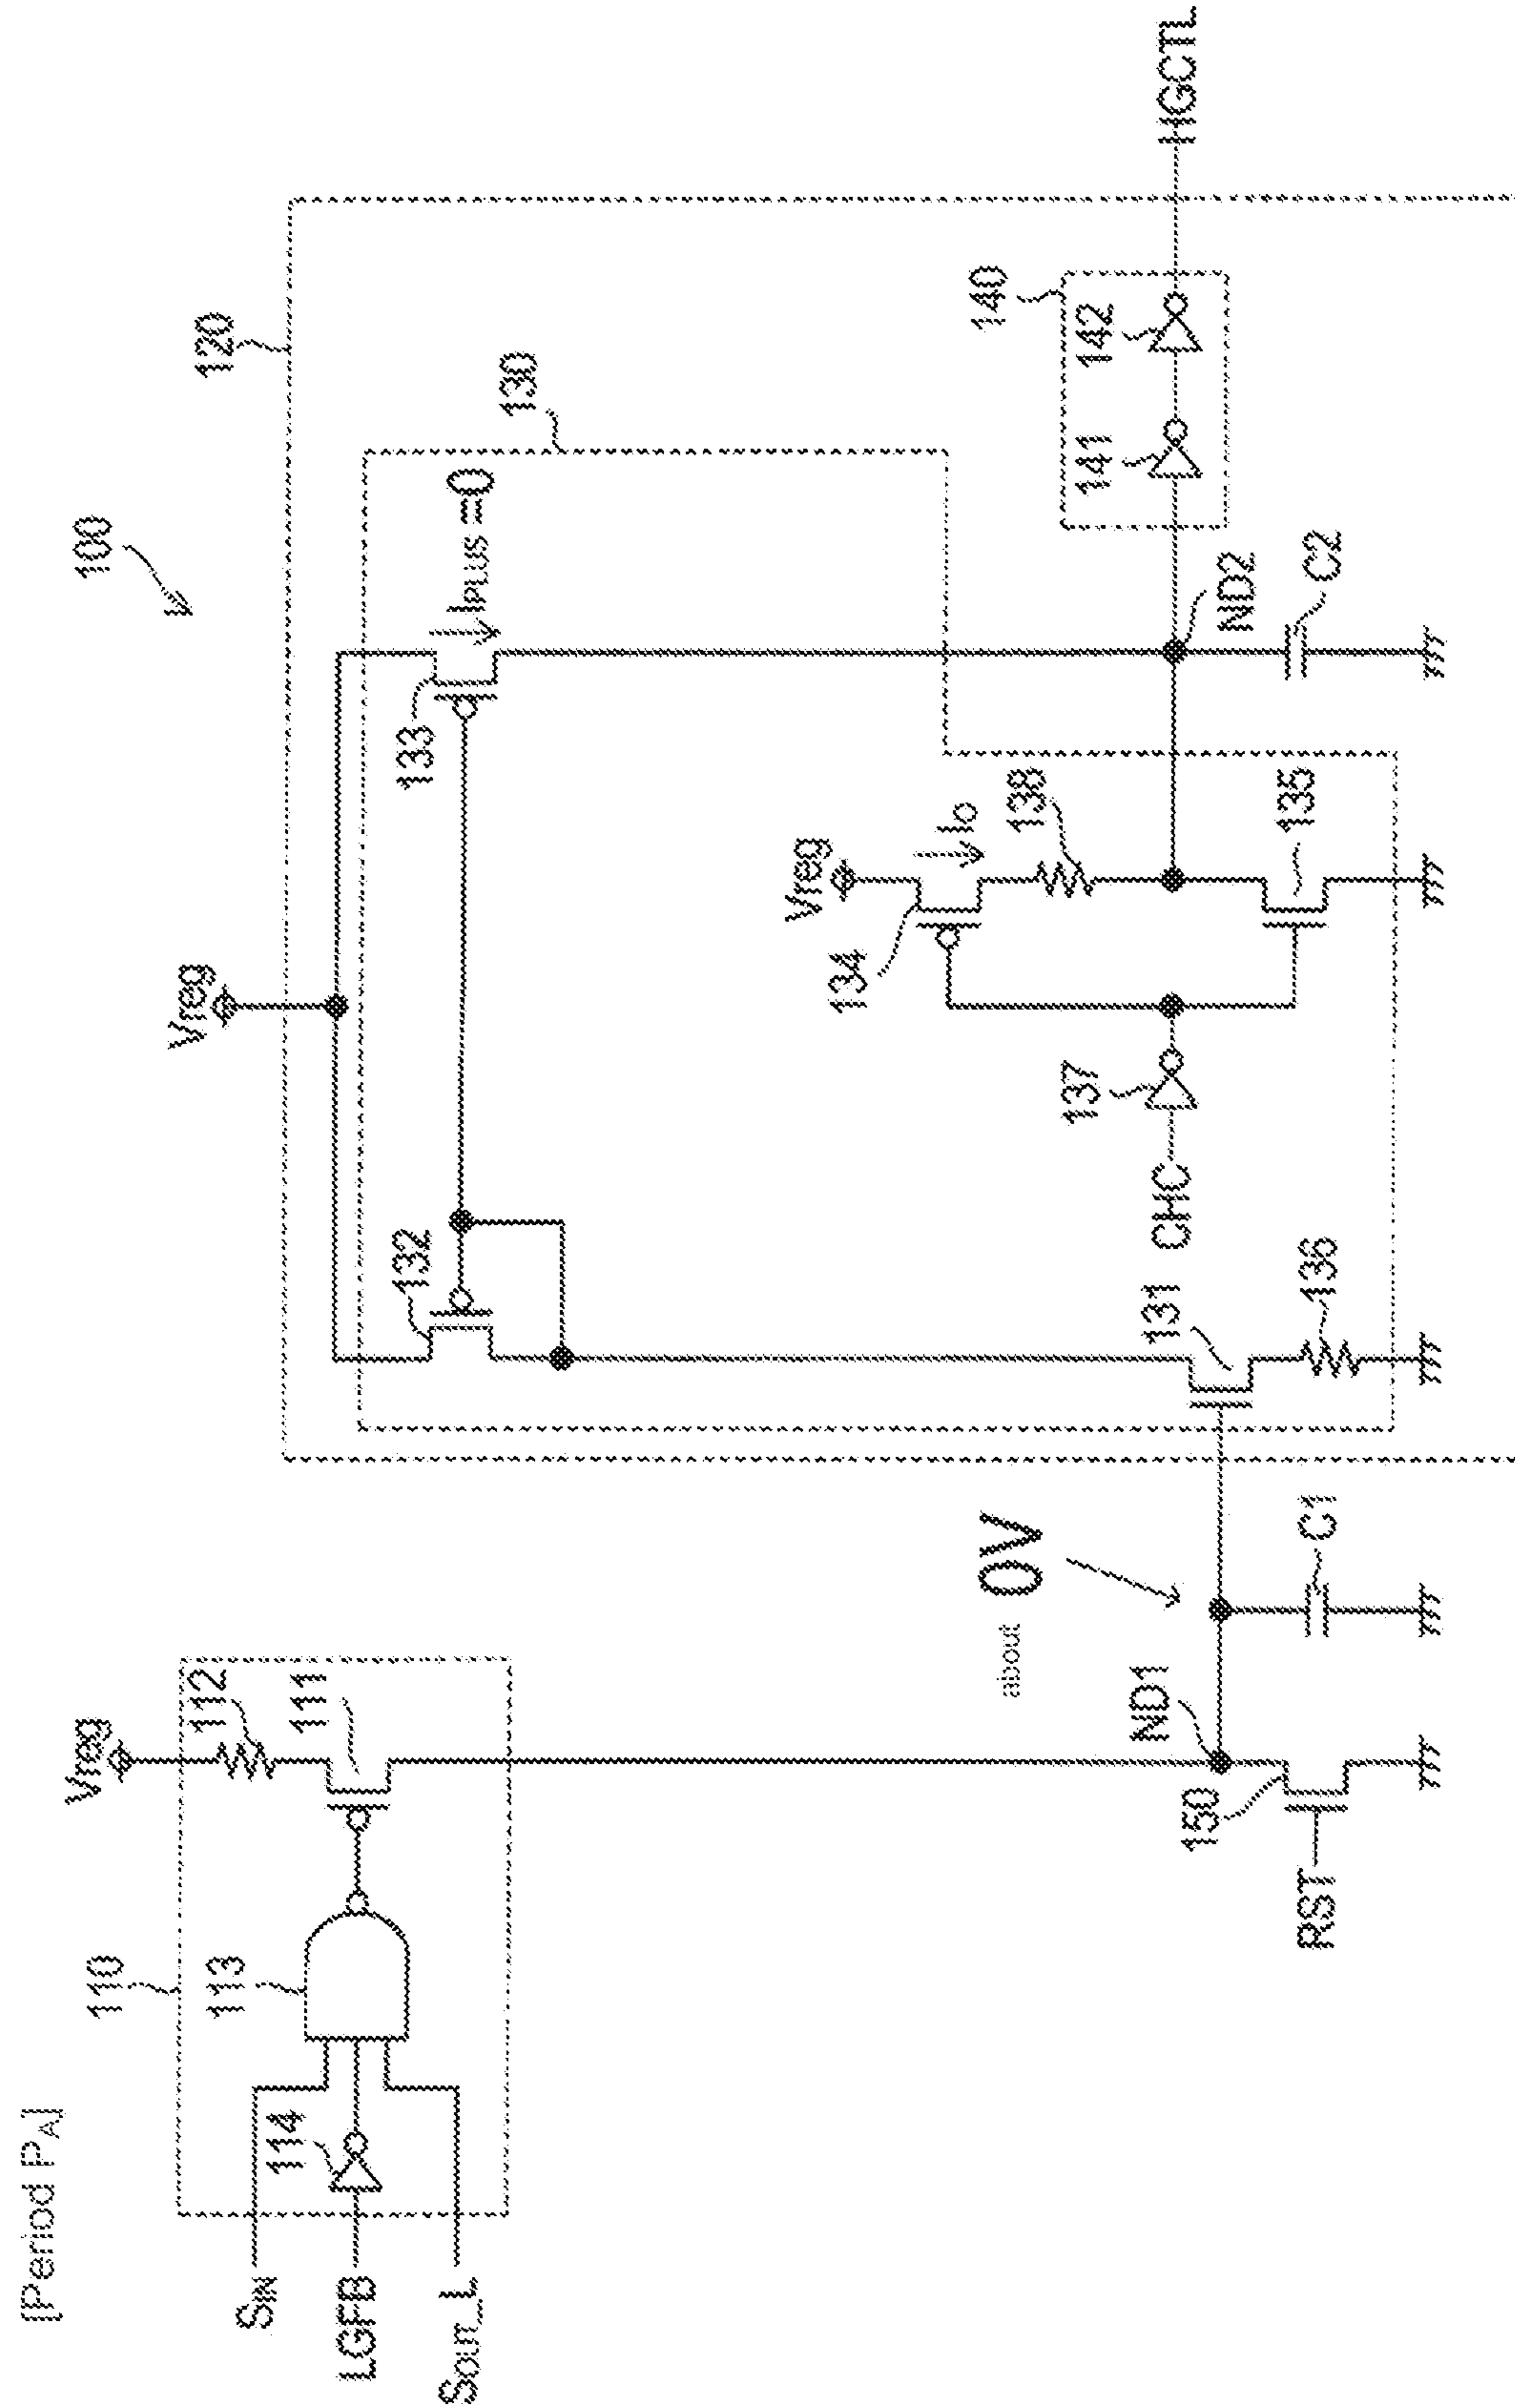 [Period PA]
100
120
130
110
Vreg
112
111
113
114
SIN
LGFB
SOUT_L
Vreg
132
133
IPLUS =0
Vreg
134
IO
138
135
137
CHC
140
141
142
HGCTL
ND2
C2
131
136
about 0V
ND1
C1
150
RST